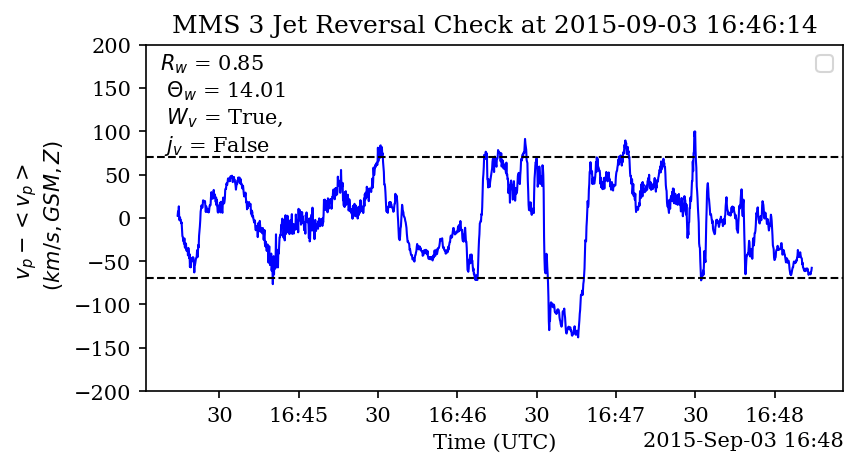 MMS 3 Jet Reversal Check at 2015-09-03 16:46:14
200
150
100
50
0
−50
−100
−150
−200
v_p − < v_p >
(km/s, GSM, Z)
R_w = 0.85
Θ_w = 14.01
W_v = True,
j_v = False
30 16:45 30 16:46 30 16:47 30 16:48
Time (UTC)
2015-Sep-03 16:48